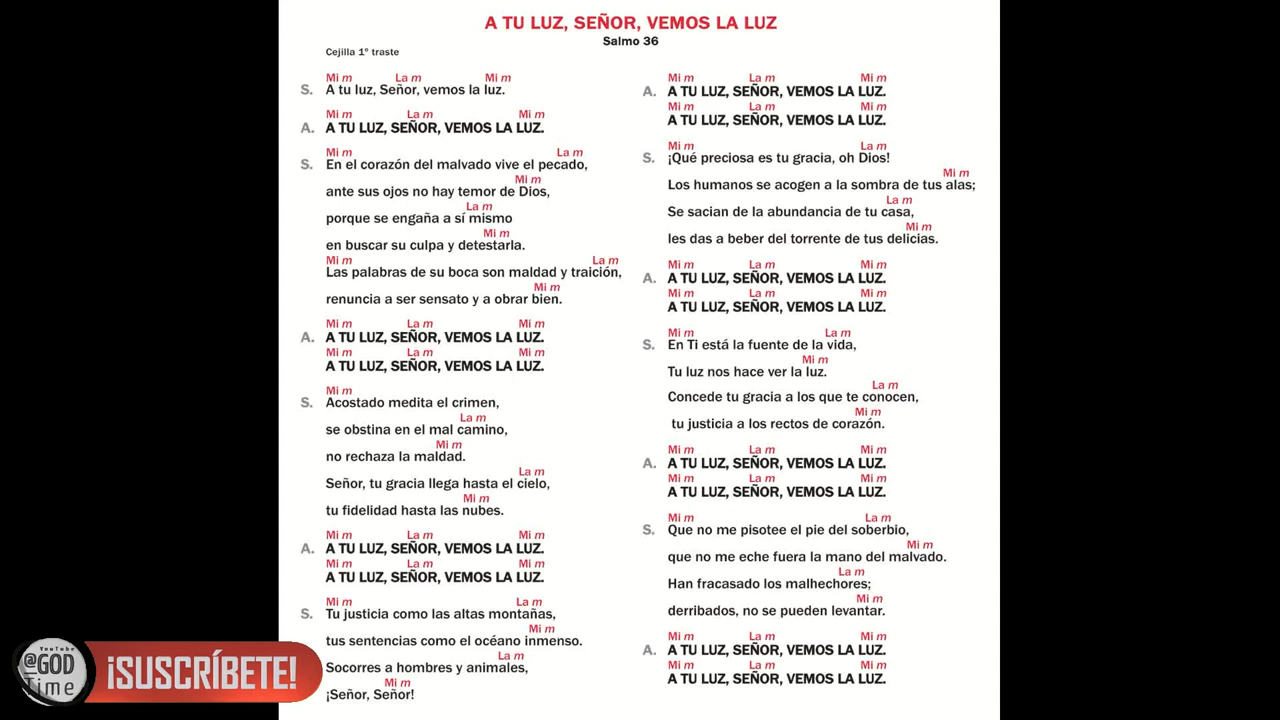 A TU LUZ, SEÑOR, VEMOS LA LUZ
Salmo 36
Cejilla 1º traste
Mi m La m Mi m
S. A tu luz, Señor, vemos la luz.
Mi m La m Mi m
A. A TU LUZ, SEÑOR, VEMOS LA LUZ.
Mi m La m
S. En el corazón del malvado vive el pecado,
Mi m
ante sus ojos no hay temor de Dios,
La m
porque se engaña a sí mismo
Mi m
en buscar su culpa y detestarla.
Mi m La m
Las palabras de su boca son maldad y traición,
Mi m
renuncia a ser sensato y a obrar bien.
Mi m La m Mi m
A. A TU LUZ, SEÑOR, VEMOS LA LUZ.
Mi m La m Mi m
A TU LUZ, SEÑOR, VEMOS LA LUZ.
Mi m
S. Acostado medita el crimen,
La m
se obstina en el mal camino,
Mi m
no rechaza la maldad.
La m
Señor, tu gracia llega hasta el cielo,
Mi m
tu fidelidad hasta las nubes.
Mi m La m Mi m
A. A TU LUZ, SEÑOR, VEMOS LA LUZ.
Mi m La m Mi m
A TU LUZ, SEÑOR, VEMOS LA LUZ.
Mi m La m
S. Tu justicia como las altas montañas,
Mi m
tus sentencias como el océano inmenso.
La m
Socorres a hombres y animales,
Mi m
¡Señor, Señor!
Mi m La m Mi m
A. A TU LUZ, SEÑOR, VEMOS LA LUZ.
Mi m La m Mi m
A TU LUZ, SEÑOR, VEMOS LA LUZ.
Mi m La m
S. ¡Qué preciosa es tu gracia, oh Dios!
Mi m
Los humanos se acogen a la sombra de tus alas;
La m
Se sacian de la abundancia de tu casa,
Mi m
les das a beber del torrente de tus delicias.
Mi m La m Mi m
A. A TU LUZ, SEÑOR, VEMOS LA LUZ.
Mi m La m Mi m
A TU LUZ, SEÑOR, VEMOS LA LUZ.
Mi m La m
S. En Ti está la fuente de la vida,
Mi m
Tu luz nos hace ver la luz.
La m
Concede tu gracia a los que te conocen,
Mi m
tu justicia a los rectos de corazón.
Mi m La m Mi m
A. A TU LUZ, SEÑOR, VEMOS LA LUZ.
Mi m La m Mi m
A TU LUZ, SEÑOR, VEMOS LA LUZ.
Mi m La m
S. Que no me pisotee el pie del soberbio,
Mi m
que no me eche fuera la mano del malvado.
La m
Han fracasado los malhechores;
Mi m
derribados, no se pueden levantar.
Mi m La m Mi m
A. A TU LUZ, SEÑOR, VEMOS LA LUZ.
Mi m La m Mi m
A TU LUZ, SEÑOR, VEMOS LA LUZ.
YouTube
@GOD
Time
¡SUSCRÍBETE!